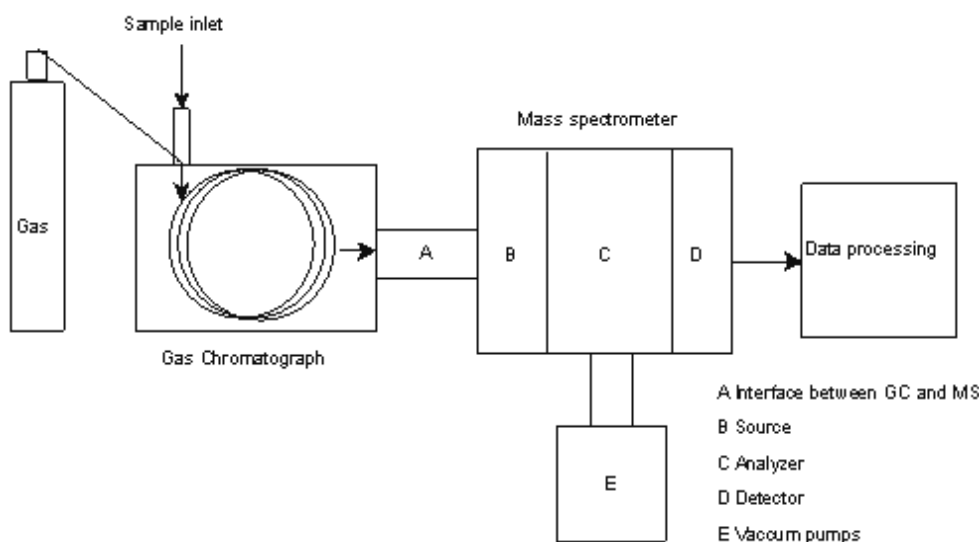 Sample inlet
Mass spectrometer
Gas
A
B
C
D
Data processing
Gas Chromatograph
E
A Interface between GC and MS
B Source
C Analyzer
D Detector
E Vaccum pumps